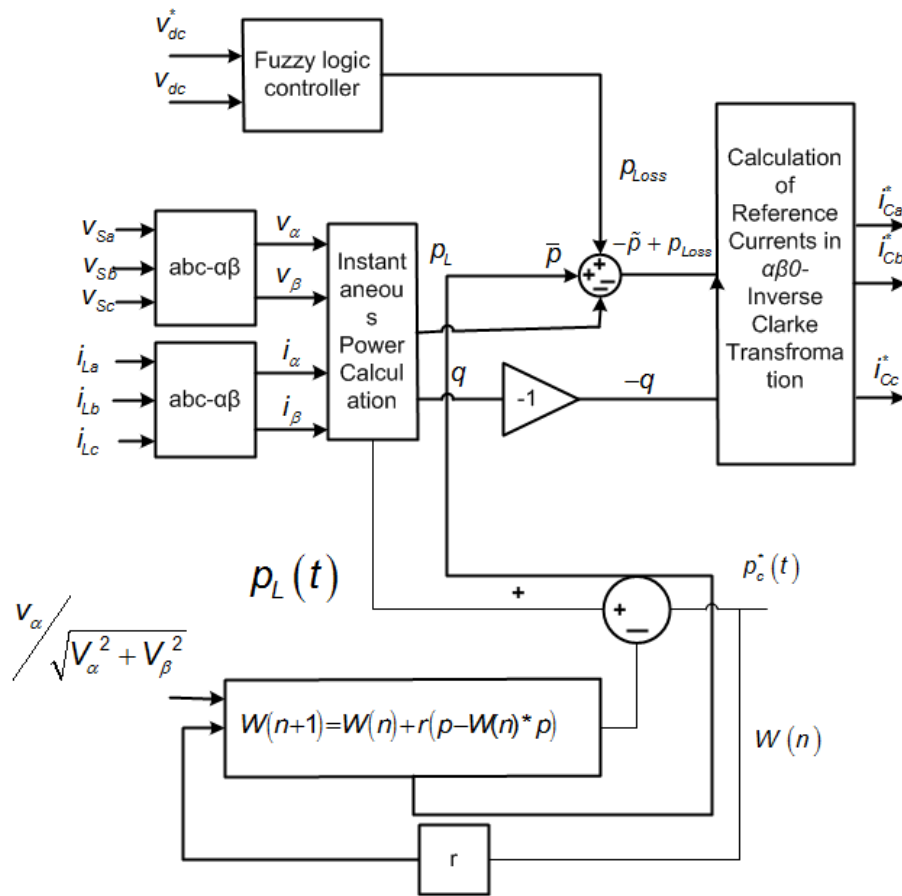 v*dc
vdc
Fuzzy logic
controller
pLoss
vSa
vSb
vSc
abc-αβ
vα
vβ
iLa
iLb
iLc
abc-αβ
iα
iβ
Instant
aneou
s
Power
Calcul
ation
pL
q
p̄
+
+
−
−p̃ + pLoss
-1
−q
Calculation
of
Reference
Currents in
αβ0-
Inverse
Clarke
Transfroma
tion
i*Ca
i*Cb
i*Cc
pL(t)
+
+
−
p*c(t)
vα/√(Vα² + Vβ²)
W(n+1)=W(n)+r(p−W(n)* p)
W(n)
r